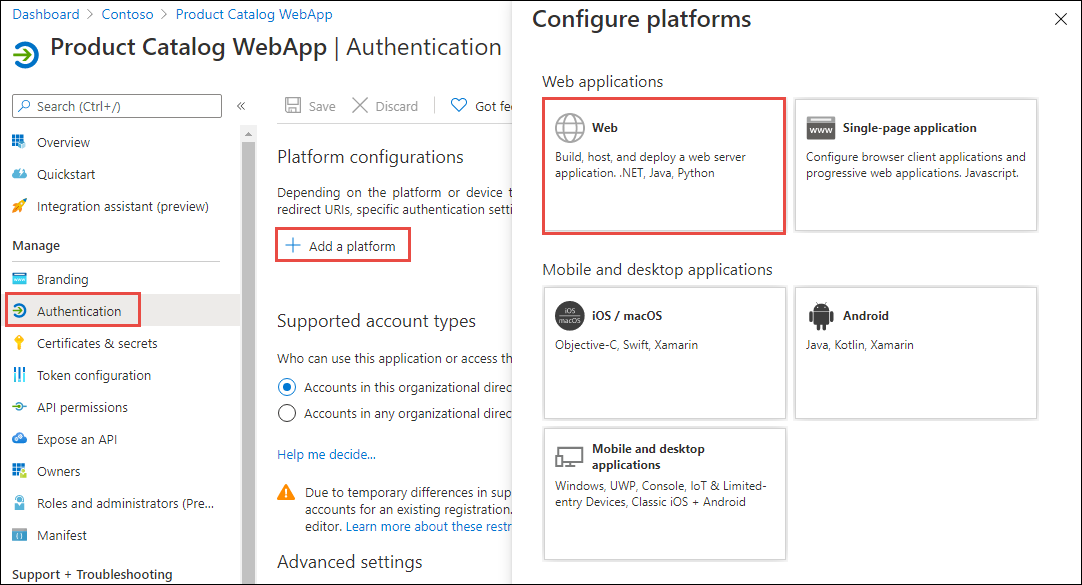 Dashboard > Contoso > Product Catalog WebApp
Product Catalog WebApp | Authentication
Search (Ctrl+/)
«
Overview
Quickstart
Integration assistant (preview)
Manage
Branding
Authentication
Certificates & secrets
Token configuration
API permissions
Expose an API
Owners
Roles and administrators (Pre...
Manifest
Support + Troubleshooting
Save
Discard
Got fe
Platform configurations
Depending on the platform or device t
redirect URIs, specific authentication setti
+ Add a platform
Supported account types
Who can use this application or access th
Accounts in this organizational direc
Accounts in any organizational direc
Help me decide...
Due to temporary differences in sup
accounts for an existing registration.
editor. Learn more about these restr
Advanced settings
Configure platforms
Web applications
Web
Build, host, and deploy a web server
application. .NET, Java, Python
www
Single-page application
Configure browser client applications and
progressive web applications. Javascript.
Mobile and desktop applications
iOS
macOS
iOS / macOS
Objective-C, Swift, Xamarin
Android
Java, Kotlin, Xamarin
Mobile and desktop
applications
Windows, UWP, Console, IoT & Limited-
entry Devices, Classic iOS + Android